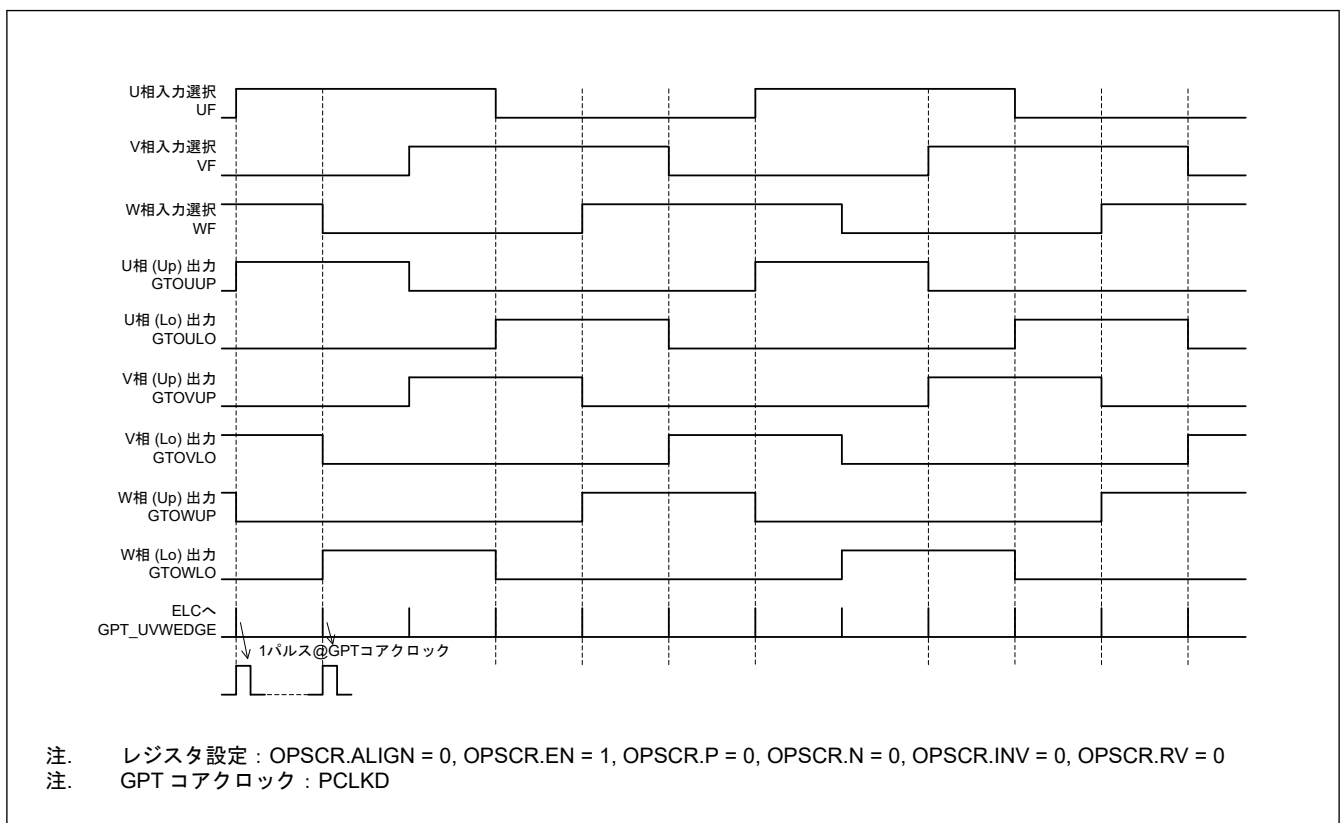 U相入力選択
UF
V相入力選択
VF
W相入力選択
WF
U相 (Up) 出力
GTOUUP
U相 (Lo) 出力
GTOULO
V相 (Up) 出力
GTOVUP
V相 (Lo) 出力
GTOVLO
W相 (Up) 出力
GTOWUP
W相 (Lo) 出力
GTOWLO
ELCへ
GPT_UVWEDGE
1パルス@GPTコアクロック
注. レジスタ設定：OPSCR.ALIGN = 0, OPSCR.EN = 1, OPSCR.P = 0, OPSCR.N = 0, OPSCR.INV = 0, OPSCR.RV = 0
注. GPT コアクロック：PCLKD